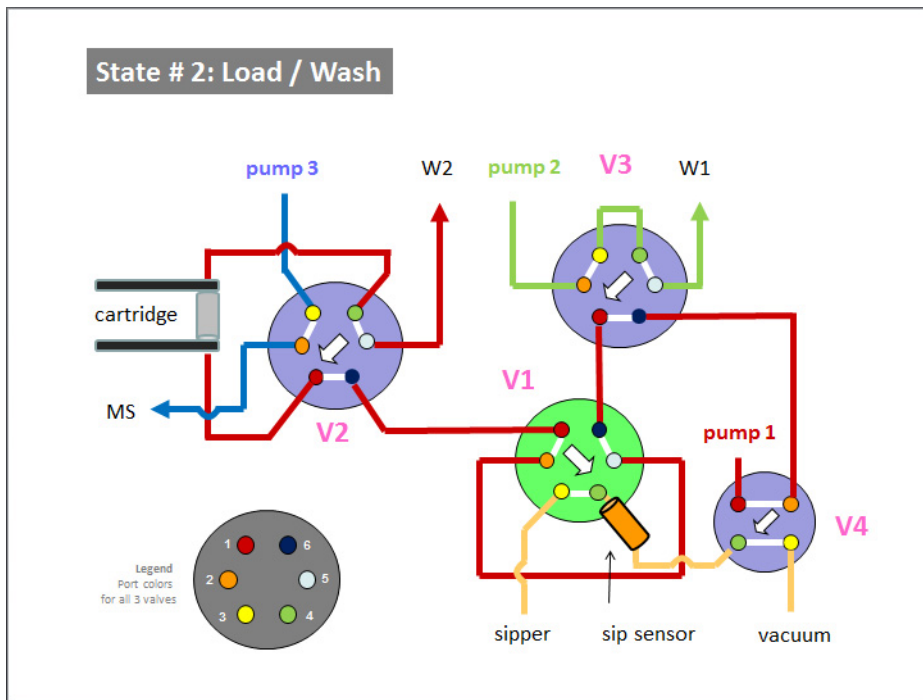 State # 2: Load / Wash
pump 3
W2
pump 2
V3
W1
cartridge
MS
V2
V1
pump 1
V4
1
6
Legend
Port colors
for all 3 valves
2
5
3
4
sipper
sip sensor
vacuum